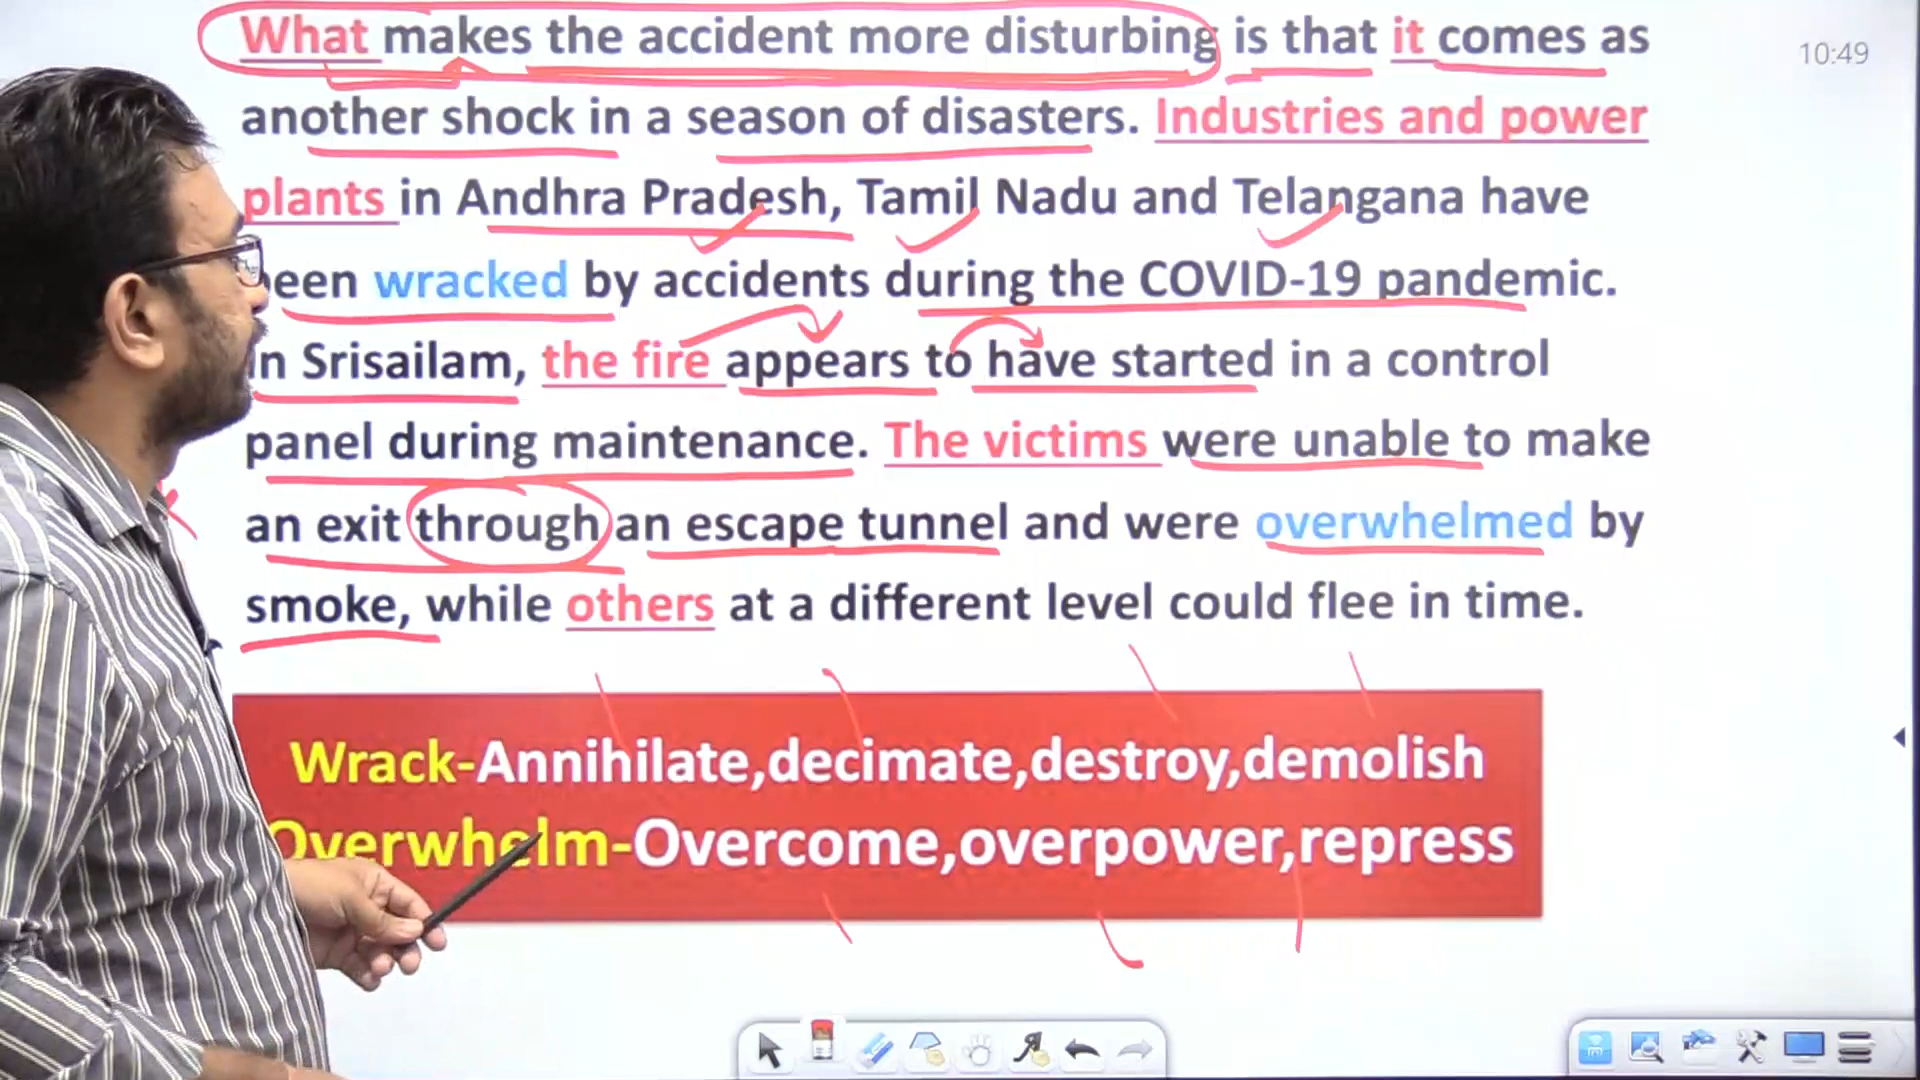 What makes the accident more disturbing is that it comes as
another shock in a season of disasters. Industries and power
plants in Andhra Pradesh, Tamil Nadu and Telangana have
been wracked by accidents during the COVID-19 pandemic.
In Srisailam, the fire appears to have started in a control
panel during maintenance. The victims were unable to make
an exit through an escape tunnel and were overwhelmed by
smoke, while others at a different level could flee in time.
Wrack-Annihilate,decimate,destroy,demolish
Overwhelm-Overcome,overpower,repress
10:49